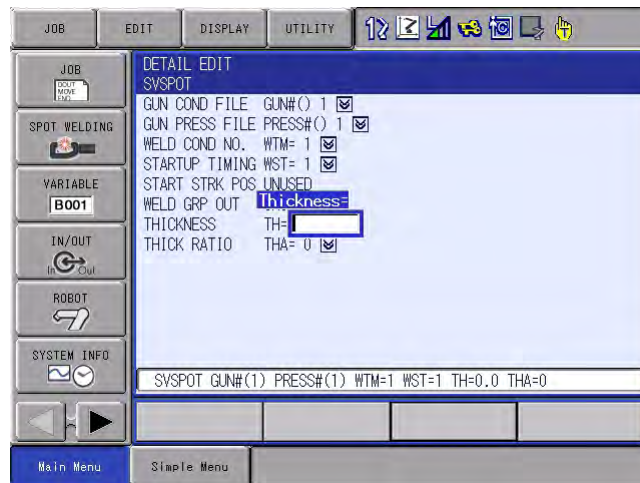 JOB EDIT DISPLAY UTILITY
JOB
DOUT
MOVE
END
SPOT WELDING
VARIABLE
B001
IN/OUT
In Out
ROBOT
SYSTEM INFO
DETAIL EDIT
SVSPOT
GUN COND FILE GUN#() 1
GUN PRESS FILE PRESS#() 1
WELD COND NO. WTM= 1
STARTUP TIMING WST= 1
START STRK POS UNUSED
WELD GRP OUT
Thickness=
THICKNESS TH=
THICK RATIO THA= 0
SVSPOT GUN#(1) PRESS#(1) WTM=1 WST=1 TH=0.0 THA=0
Main Menu Simple Menu